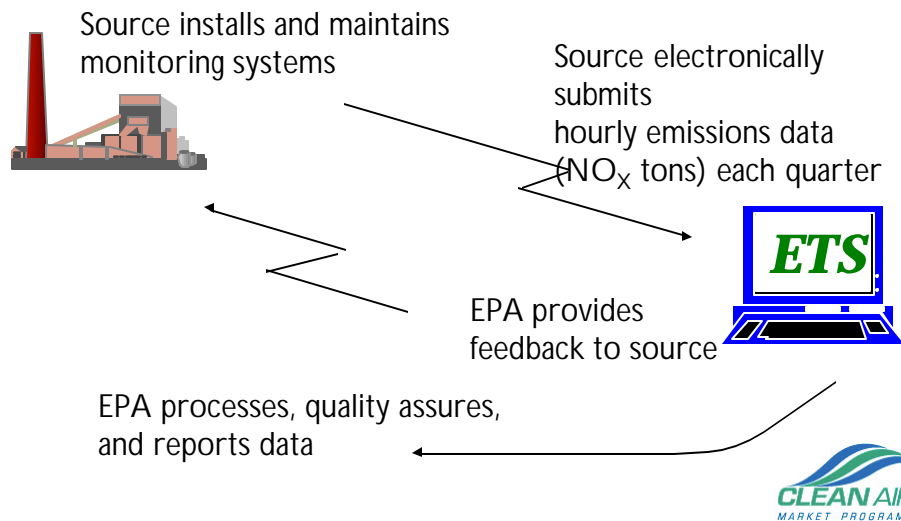 Source installs and maintains
monitoring systems
Source electronically
submits
hourly emissions data
(NOX tons) each quarter
ETS
EPA provides
feedback to source
EPA processes, quality assures,
and reports data
CLEAN AIR
MARKET PROGRAM